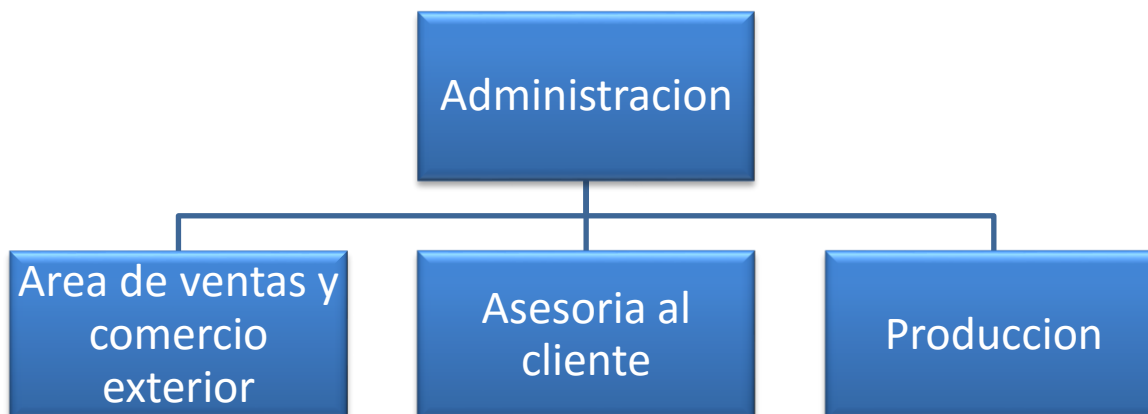 Administracion
Area de ventas y
comercio
exterior
Asesoria al
cliente
Produccion